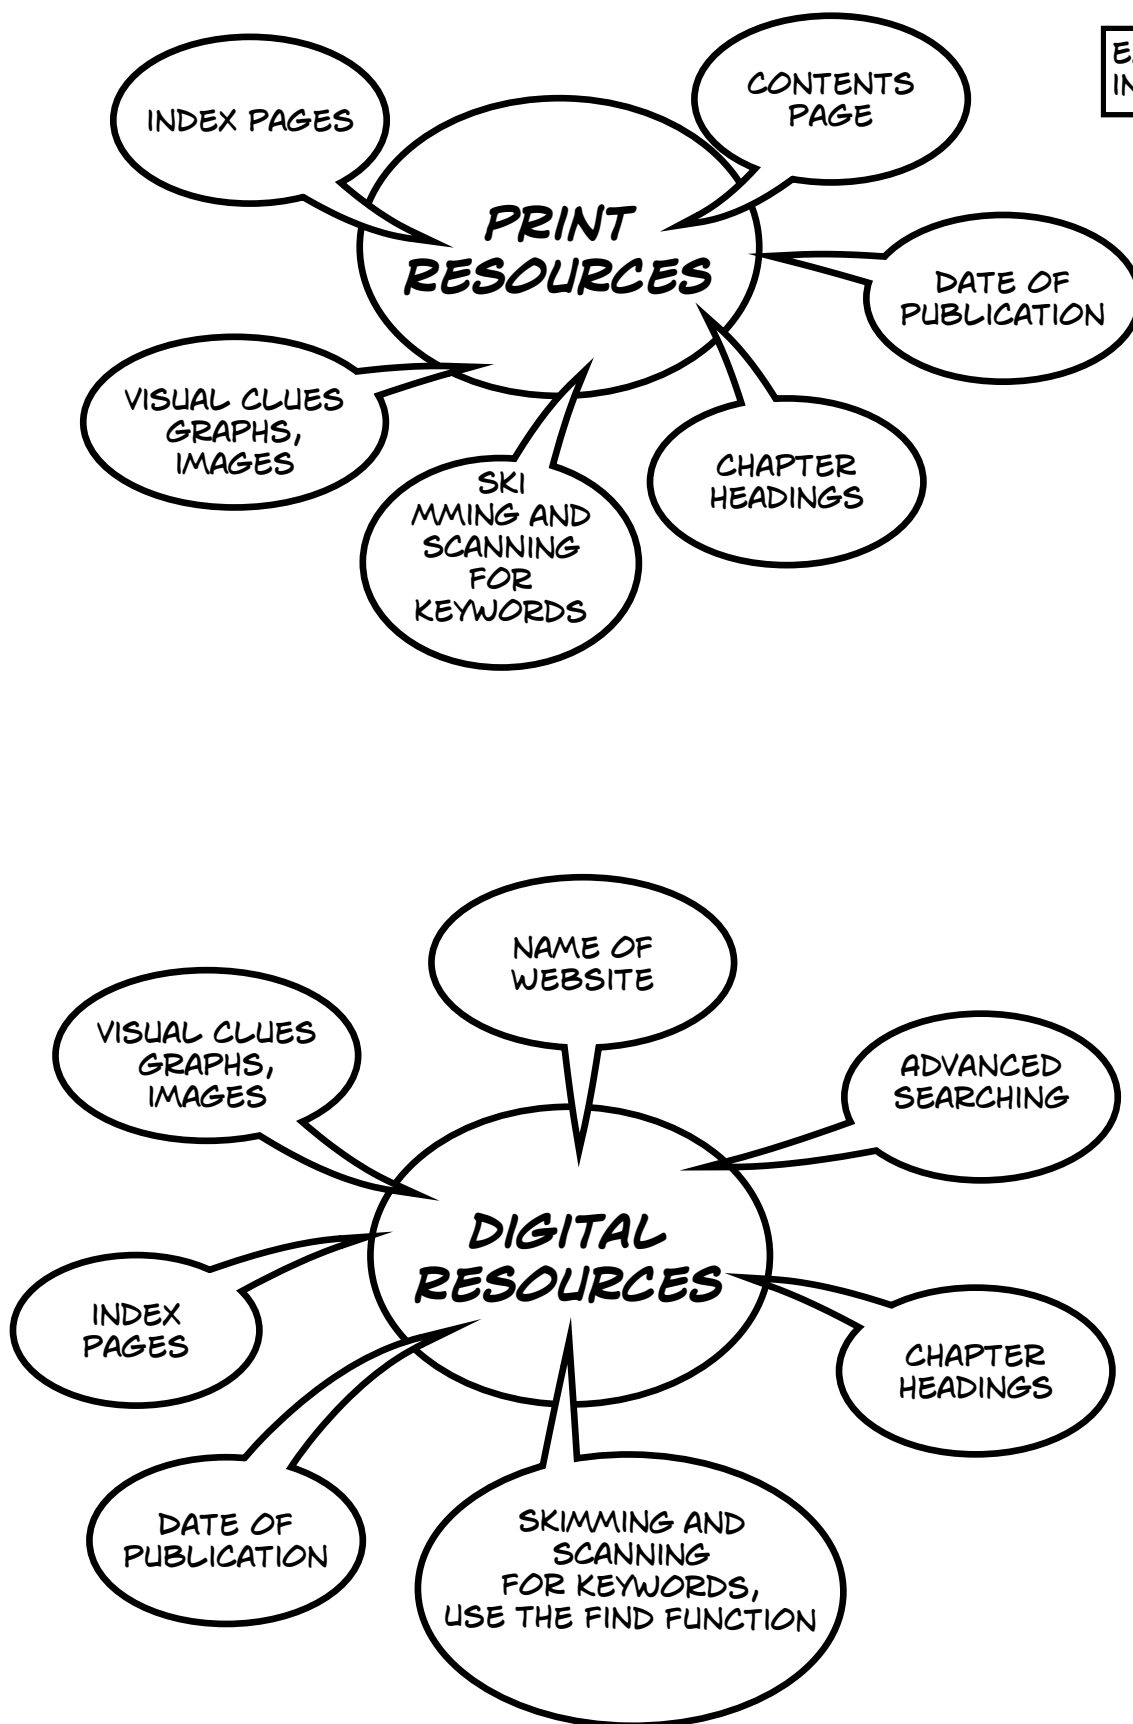 INDEX PAGES
CONTENTS
PAGE
PRINT
RESOURCES
DATE OF
PUBLICATION
VISUAL CLUES
GRAPHS,
IMAGES
CHAPTER
HEADINGS
SKI
MMING AND
SCANNING
FOR
KEYWORDS
NAME OF
WEBSITE
VISUAL CLUES
GRAPHS,
IMAGES
ADVANCED
SEARCHING
DIGITAL
RESOURCES
INDEX
PAGES
CHAPTER
HEADINGS
DATE OF
PUBLICATION
SKIMMING AND
SCANNING
FOR KEYWORDS,
USE THE FIND FUNCTION